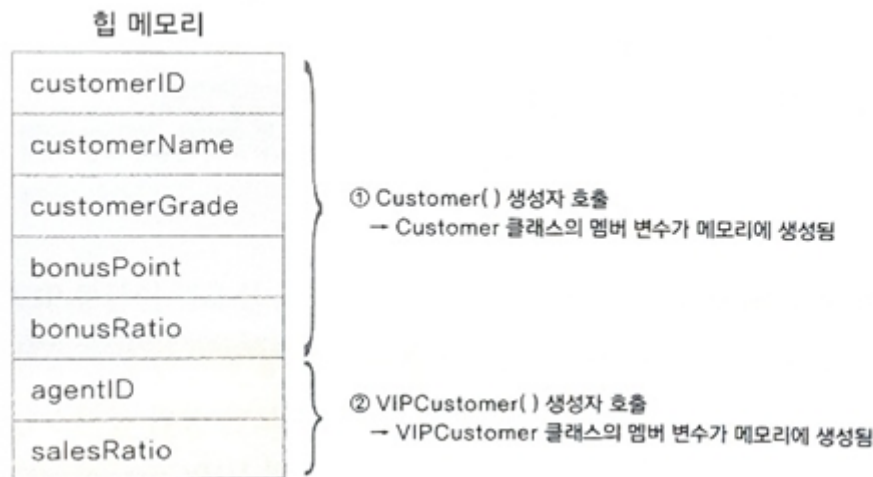 힙 메모리
customerID
customerName
customerGrade
bonusPoint
bonusRatio
agentID
salesRatio
① Customer( ) 생성자 호출
→ Customer 클래스의 멤버 변수가 메모리에 생성됨
② VIPCustomer( ) 생성자 호출
→ VIPCustomer 클래스의 멤버 변수가 메모리에 생성됨